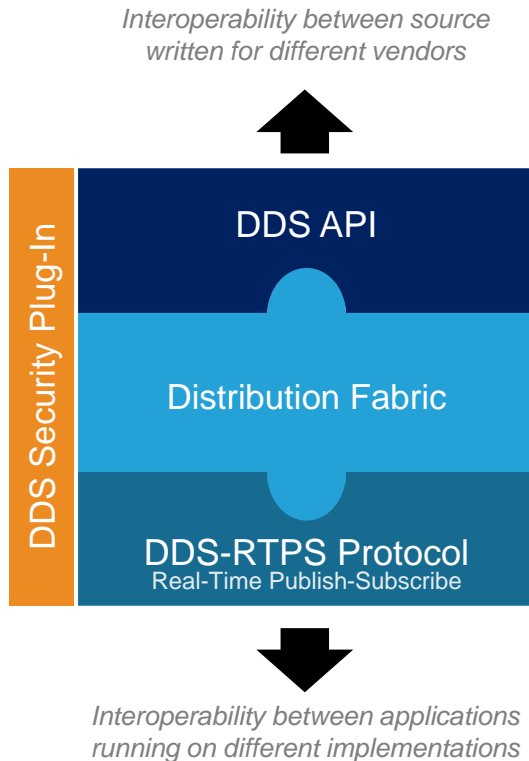 Interoperability between source
written for different vendors
DDS Security Plug-In
DDS API
Distribution Fabric
DDS-RTPS Protocol
Real-Time Publish-Subscribe
Interoperability between applications
running on different implementations